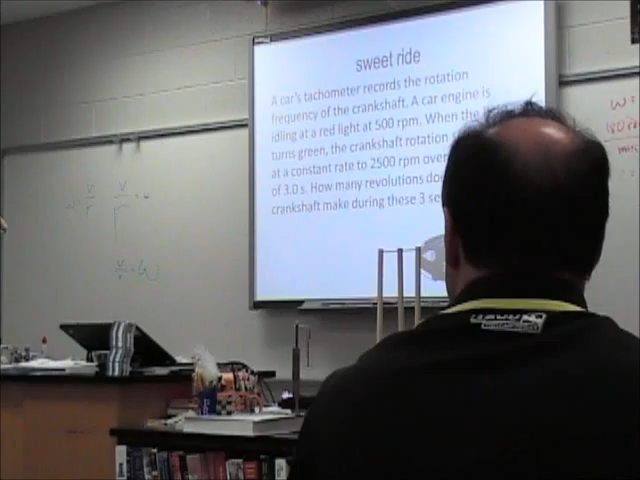 sweet ride
A car's tachometer records the rotation
frequency of the crankshaft. A car engine is
idling at a red light at 500 rpm. When the
turns green, the crankshaft rotation
at a constant rate to 2500 rpm over
of 3.0 s. How many revolutions
crankshaft make during these 3